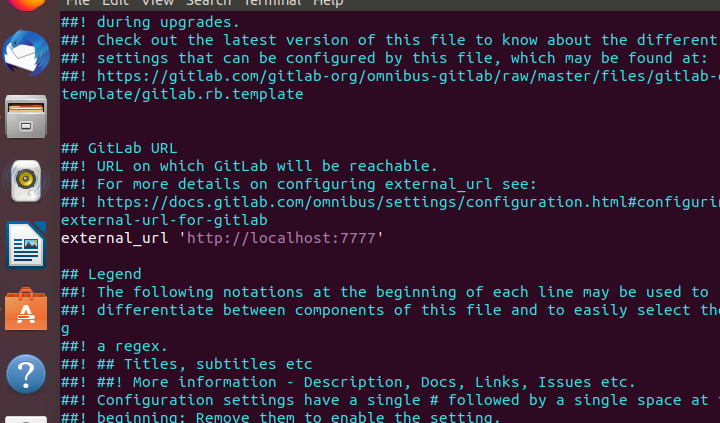 File Edit View Search Terminal Help
##! during upgrades.
##! Check out the latest version of this file to know about the different
##! settings that can be configured by this file, which may be found at:
##! https://gitlab.com/gitlab-org/omnibus-gitlab/raw/master/files/gitlab-
template/gitlab.rb.template
## GitLab URL
##! URL on which GitLab will be reachable.
##! For more details on configuring external_url see:
##! https://docs.gitlab.com/omnibus/settings/configuration.html#configurin
external-url-for-gitlab
external_url 'http://localhost:7777'
## Legend
##! The following notations at the beginning of each line may be used to
##! differentiate between components of this file and to easily select the
g
##! a regex.
##! ## Titles, subtitles etc
##! ##! More information - Description, Docs, Links, Issues etc.
##! Configuration settings have a single # followed by a single space at
##! beginning; Remove them to enable the setting.